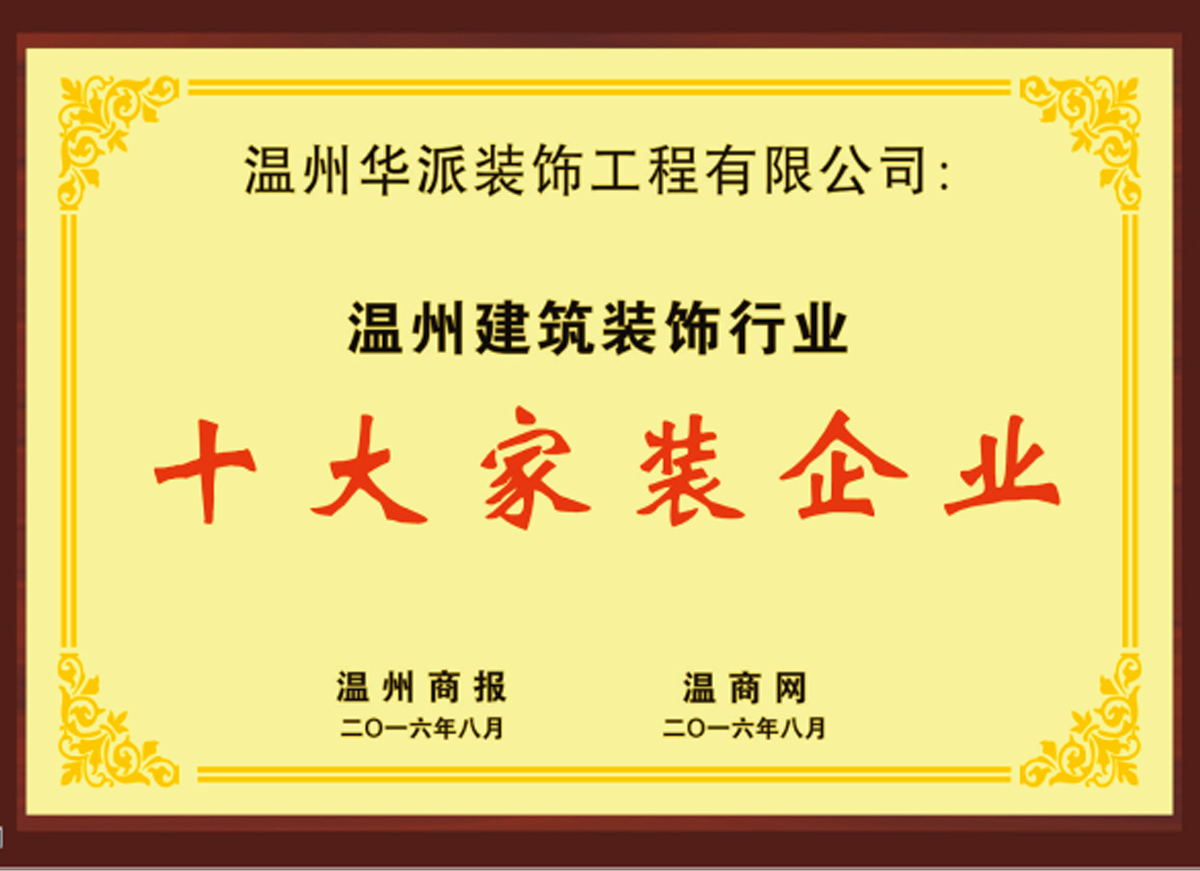 温州华派装饰工程有限公司：
温州建筑装饰行业
十大家装企业
温州商报 温商网
二〇一六年八月 二〇一六年八月